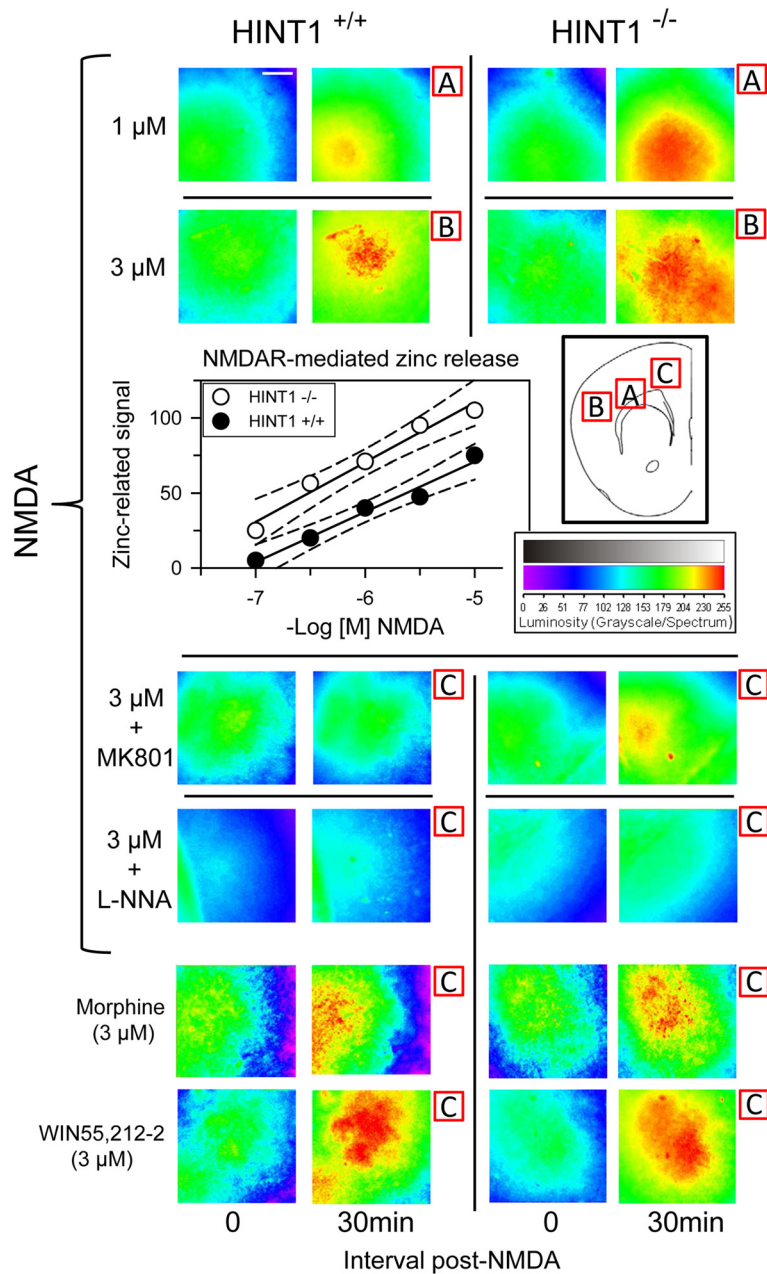 HINT1 +/+
HINT1 -/-
NMDA
1 µM
A
A
3 µM
B
B
NMDAR-mediated zinc release
Zinc-related signal
100
50
0
HINT1 -/-
HINT1 +/+
-7
-6
-5
-Log [M] NMDA
C
A
B
0 26 51 77 102 128 153 179 204 230 255
Luminosity (Grayscale/Spectrum)
3 µM
+
MK801
C
C
3 µM
+
L-NNA
C
C
Morphine
(3 µM)
C
C
WIN55,212-2
(3 µM)
C
C
0
30min
0
30min
Interval post-NMDA